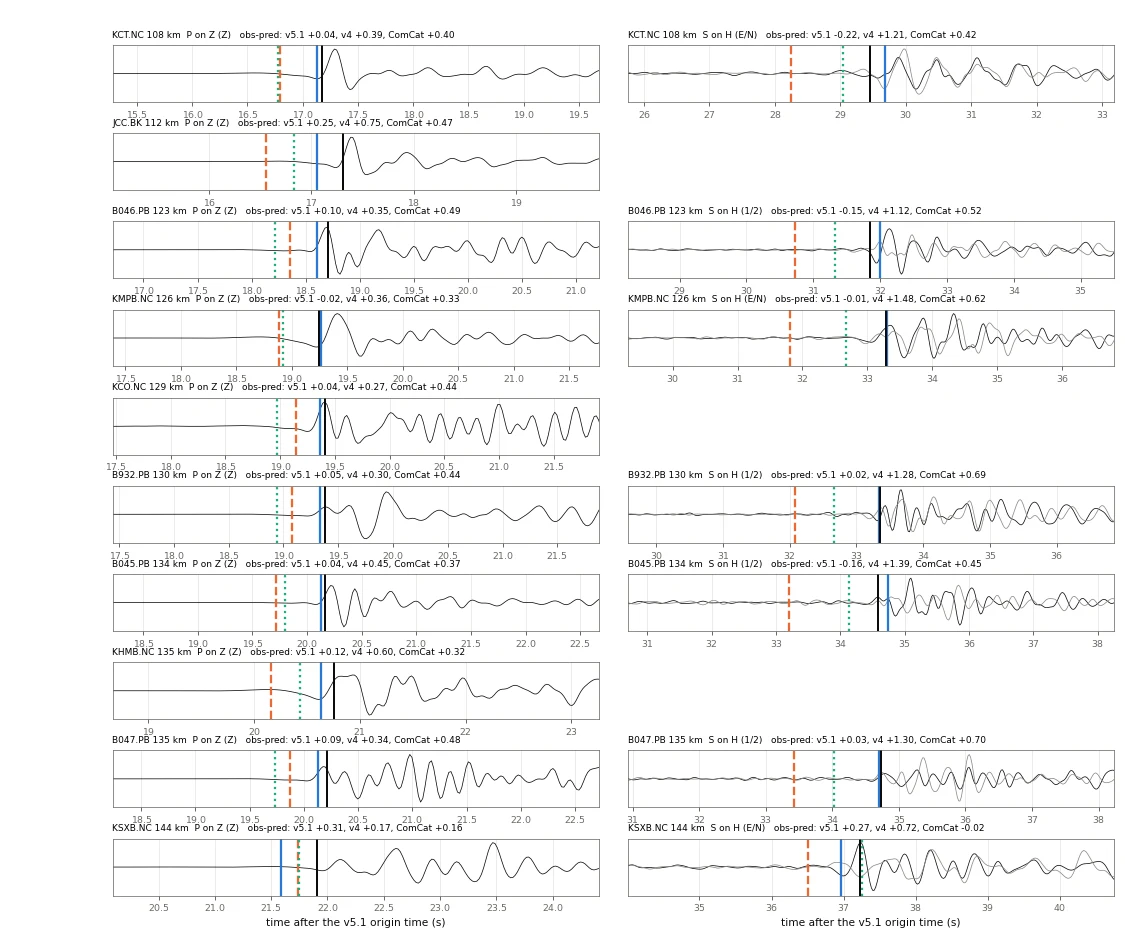 KCT.NC 108 km  P on Z (Z)   obs-pred: v5.1 +0.04, v4 +0.39, ComCat +0.40
15.5 16.0 16.5 17.0 17.5 18.0 18.5 19.0 19.5
KCT.NC 108 km  S on H (E/N)   obs-pred: v5.1 -0.22, v4 +1.21, ComCat +0.42
26 27 28 29 30 31 32 33
JCC.BK 112 km  P on Z (Z)   obs-pred: v5.1 +0.25, v4 +0.75, ComCat +0.47
16 17 18 19
B046.PB 123 km  P on Z (Z)   obs-pred: v5.1 +0.10, v4 +0.35, ComCat +0.49
17.0 17.5 18.0 18.5 19.0 19.5 20.0 20.5 21.0
B046.PB 123 km  S on H (1/2)   obs-pred: v5.1 -0.15, v4 +1.12, ComCat +0.52
29 30 31 32 33 34 35
KMPB.NC 126 km  P on Z (Z)   obs-pred: v5.1 -0.02, v4 +0.36, ComCat +0.33
17.5 18.0 18.5 19.0 19.5 20.0 20.5 21.0 21.5
KMPB.NC 126 km  S on H (E/N)   obs-pred: v5.1 -0.01, v4 +1.48, ComCat +0.62
30 31 32 33 34 35 36
KCO.NC 129 km  P on Z (Z)   obs-pred: v5.1 +0.04, v4 +0.27, ComCat +0.44
17.5 18.0 18.5 19.0 19.5 20.0 20.5 21.0 21.5
B932.PB 130 km  P on Z (Z)   obs-pred: v5.1 +0.05, v4 +0.30, ComCat +0.44
17.5 18.0 18.5 19.0 19.5 20.0 20.5 21.0 21.5
B932.PB 130 km  S on H (1/2)   obs-pred: v5.1 +0.02, v4 +1.28, ComCat +0.69
30 31 32 33 34 35 36
B045.PB 134 km  P on Z (Z)   obs-pred: v5.1 +0.04, v4 +0.45, ComCat +0.37
18.5 19.0 19.5 20.0 20.5 21.0 21.5 22.0 22.5
B045.PB 134 km  S on H (1/2)   obs-pred: v5.1 -0.16, v4 +1.39, ComCat +0.45
31 32 33 34 35 36 37 38
KHMB.NC 135 km  P on Z (Z)   obs-pred: v5.1 +0.12, v4 +0.60, ComCat +0.32
19 20 21 22 23
B047.PB 135 km  P on Z (Z)   obs-pred: v5.1 +0.09, v4 +0.34, ComCat +0.48
18.5 19.0 19.5 20.0 20.5 21.0 21.5 22.0 22.5
B047.PB 135 km  S on H (1/2)   obs-pred: v5.1 +0.03, v4 +1.30, ComCat +0.70
31 32 33 34 35 36 37 38
KSXB.NC 144 km  P on Z (Z)   obs-pred: v5.1 +0.31, v4 +0.17, ComCat +0.16
20.5 21.0 21.5 22.0 22.5 23.0 23.5 24.0
time after the v5.1 origin time (s)
KSXB.NC 144 km  S on H (E/N)   obs-pred: v5.1 +0.27, v4 +0.72, ComCat -0.02
35 36 37 38 39 40
time after the v5.1 origin time (s)